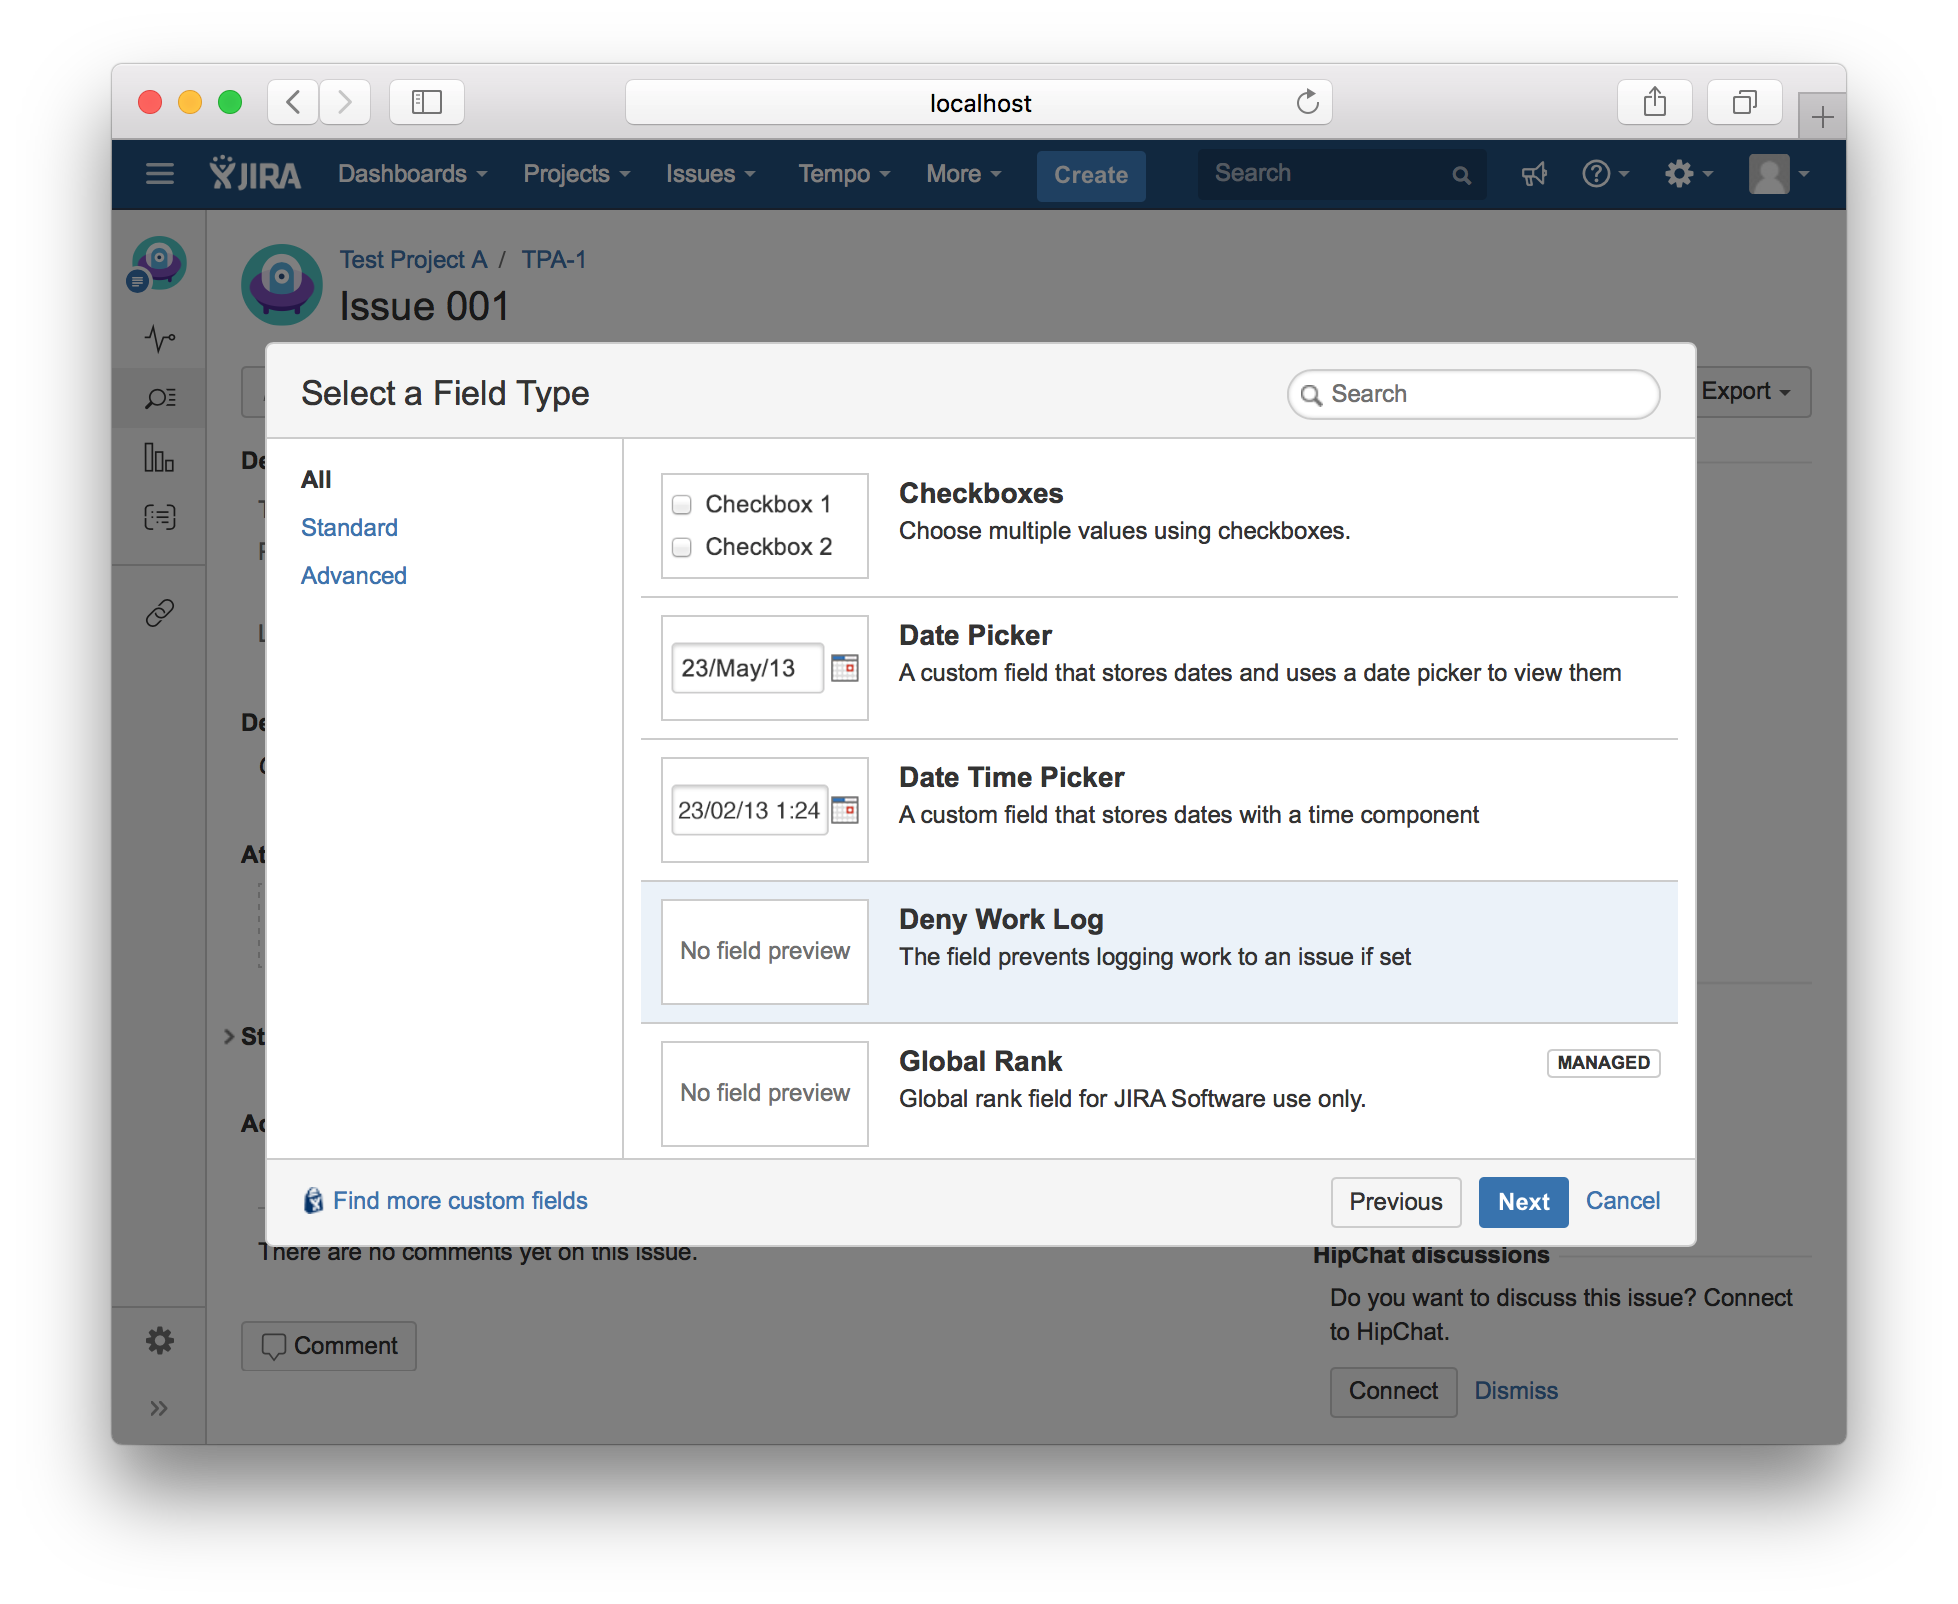 localhost
JIRA Dashboards Projects Issues Tempo More Create Search
Test Project A / TPA-1
Issue 001
Export
Select a Field Type
Search
All
Standard
Advanced
Checkbox 1
Checkbox 2
Checkboxes
Choose multiple values using checkboxes.
23/May/13
Date Picker
A custom field that stores dates and uses a date picker to view them
23/02/13 1:24
Date Time Picker
A custom field that stores dates with a time component
No field preview
Deny Work Log
The field prevents logging work to an issue if set
No field preview
Global Rank
MANAGED
Global rank field for JIRA Software use only.
Find more custom fields
Previous Next Cancel
There are no comments yet on this issue.
Comment
HipChat discussions
Do you want to discuss this issue? Connect
to HipChat.
Connect Dismiss